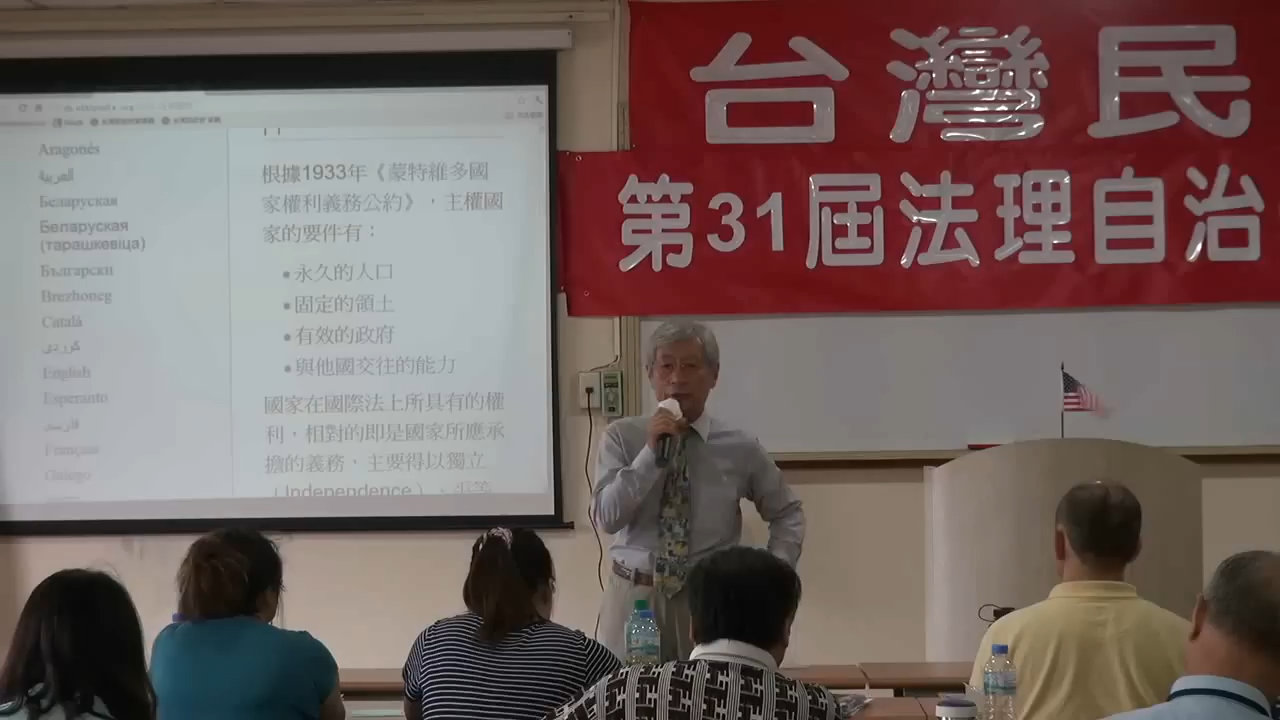 台灣民
第31屆法理自治
Aragonés
العربية
Беларуская
Беларуская
(тарашкевіца)
Български
Brezhoneg
Català
کوردی
English
Esperanto
فارسی
Français
Galego
根據1933年《蒙特維多國
家權利義務公約》，主權國
家的要件有：
•永久的人口
•固定的領土
•有效的政府
•與他國交往的能力
國家在國際法上所具有的權
利，相對的即是國家所應承
擔的義務，主要得以獨立
（Independence）